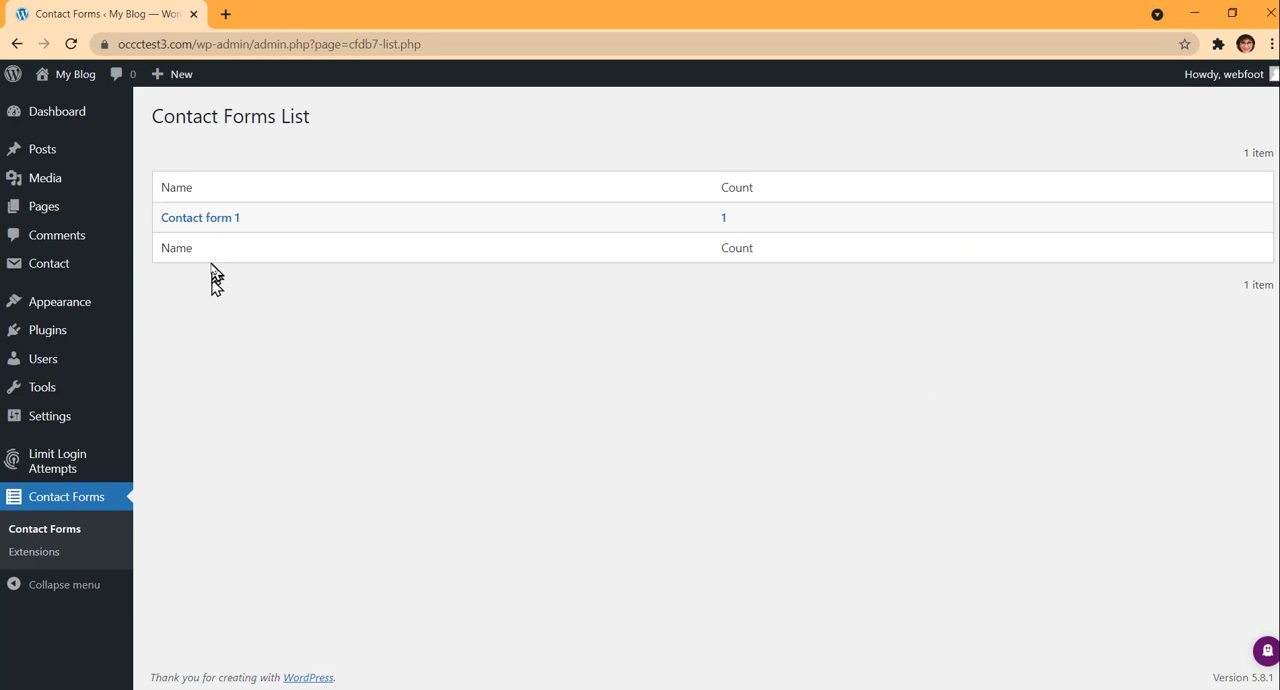 Contact Forms ‹ My Blog — Wor
occctest3.com/wp-admin/admin.php?page=cfdb7-list.php
My Blog 0 New Howdy, webfoot
Dashboard
Posts
Media
Pages
Comments
Contact
Appearance
Plugins
Users
Tools
Settings
Limit Login
Attempts
Contact Forms
Contact Forms
Extensions
Collapse menu
Contact Forms List
1 item
Name Count
Contact form 1 1
Name Count
1 item
Thank you for creating with WordPress.
Version 5.8.1